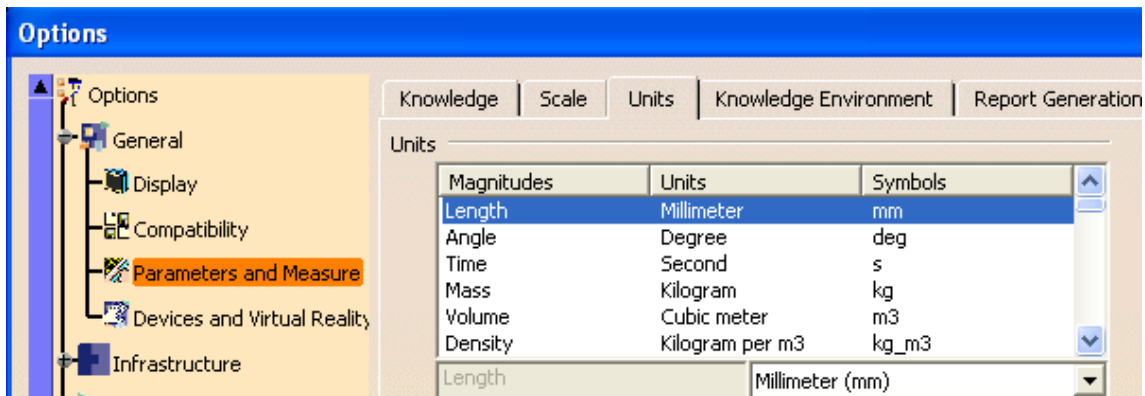 Options
Options
General
Display
Compatibility
Parameters and Measure
Devices and Virtual Reality
Infrastructure
Knowledge Scale Units Knowledge Environment Report Generation
Units
Magnitudes Units Symbols
Length Millimeter mm
Angle Degree deg
Time Second s
Mass Kilogram kg
Volume Cubic meter m3
Density Kilogram per m3 kg_m3
Length Millimeter (mm)